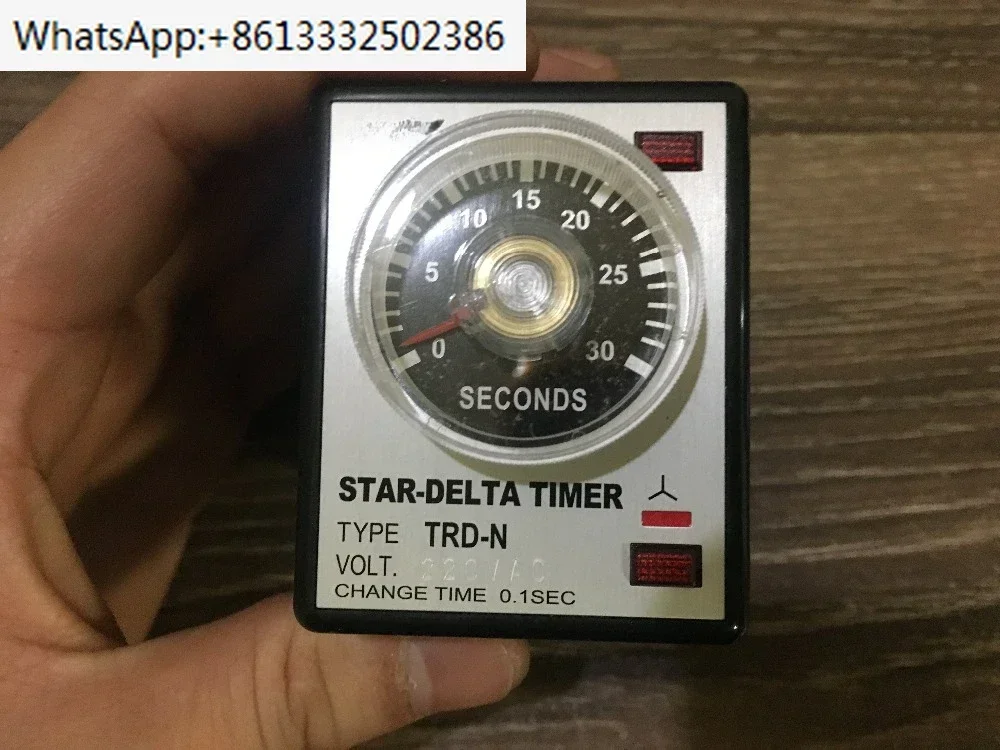 WhatsApp:+8613332502386
15
10 20
5 25
0 30
SECONDS
STAR-DELTA TIMER
TYPE TRD-N
VOLT. 220VAC
CHANGE TIME 0.1SEC